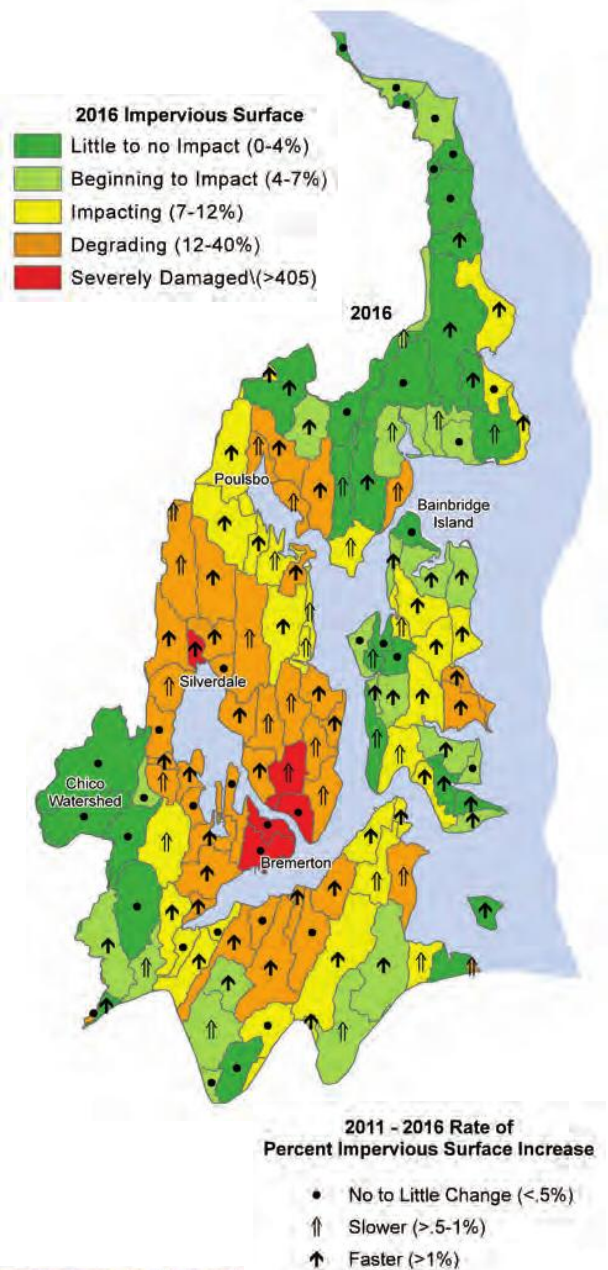 2016 Impervious Surface
Little to no Impact (0-4%)
Beginning to Impact (4-7%)
Impacting (7-12%)
Degrading (12-40%)
Severely Damaged\(>405)
2016
Poulsbo
Bainbridge
Island
Silverdale
Chico
Watershed
Bremerton
2011 - 2016 Rate of
Percent Impervious Surface Increase
No to Little Change (<.5%)
Slower (>.5-1%)
Faster (>1%)